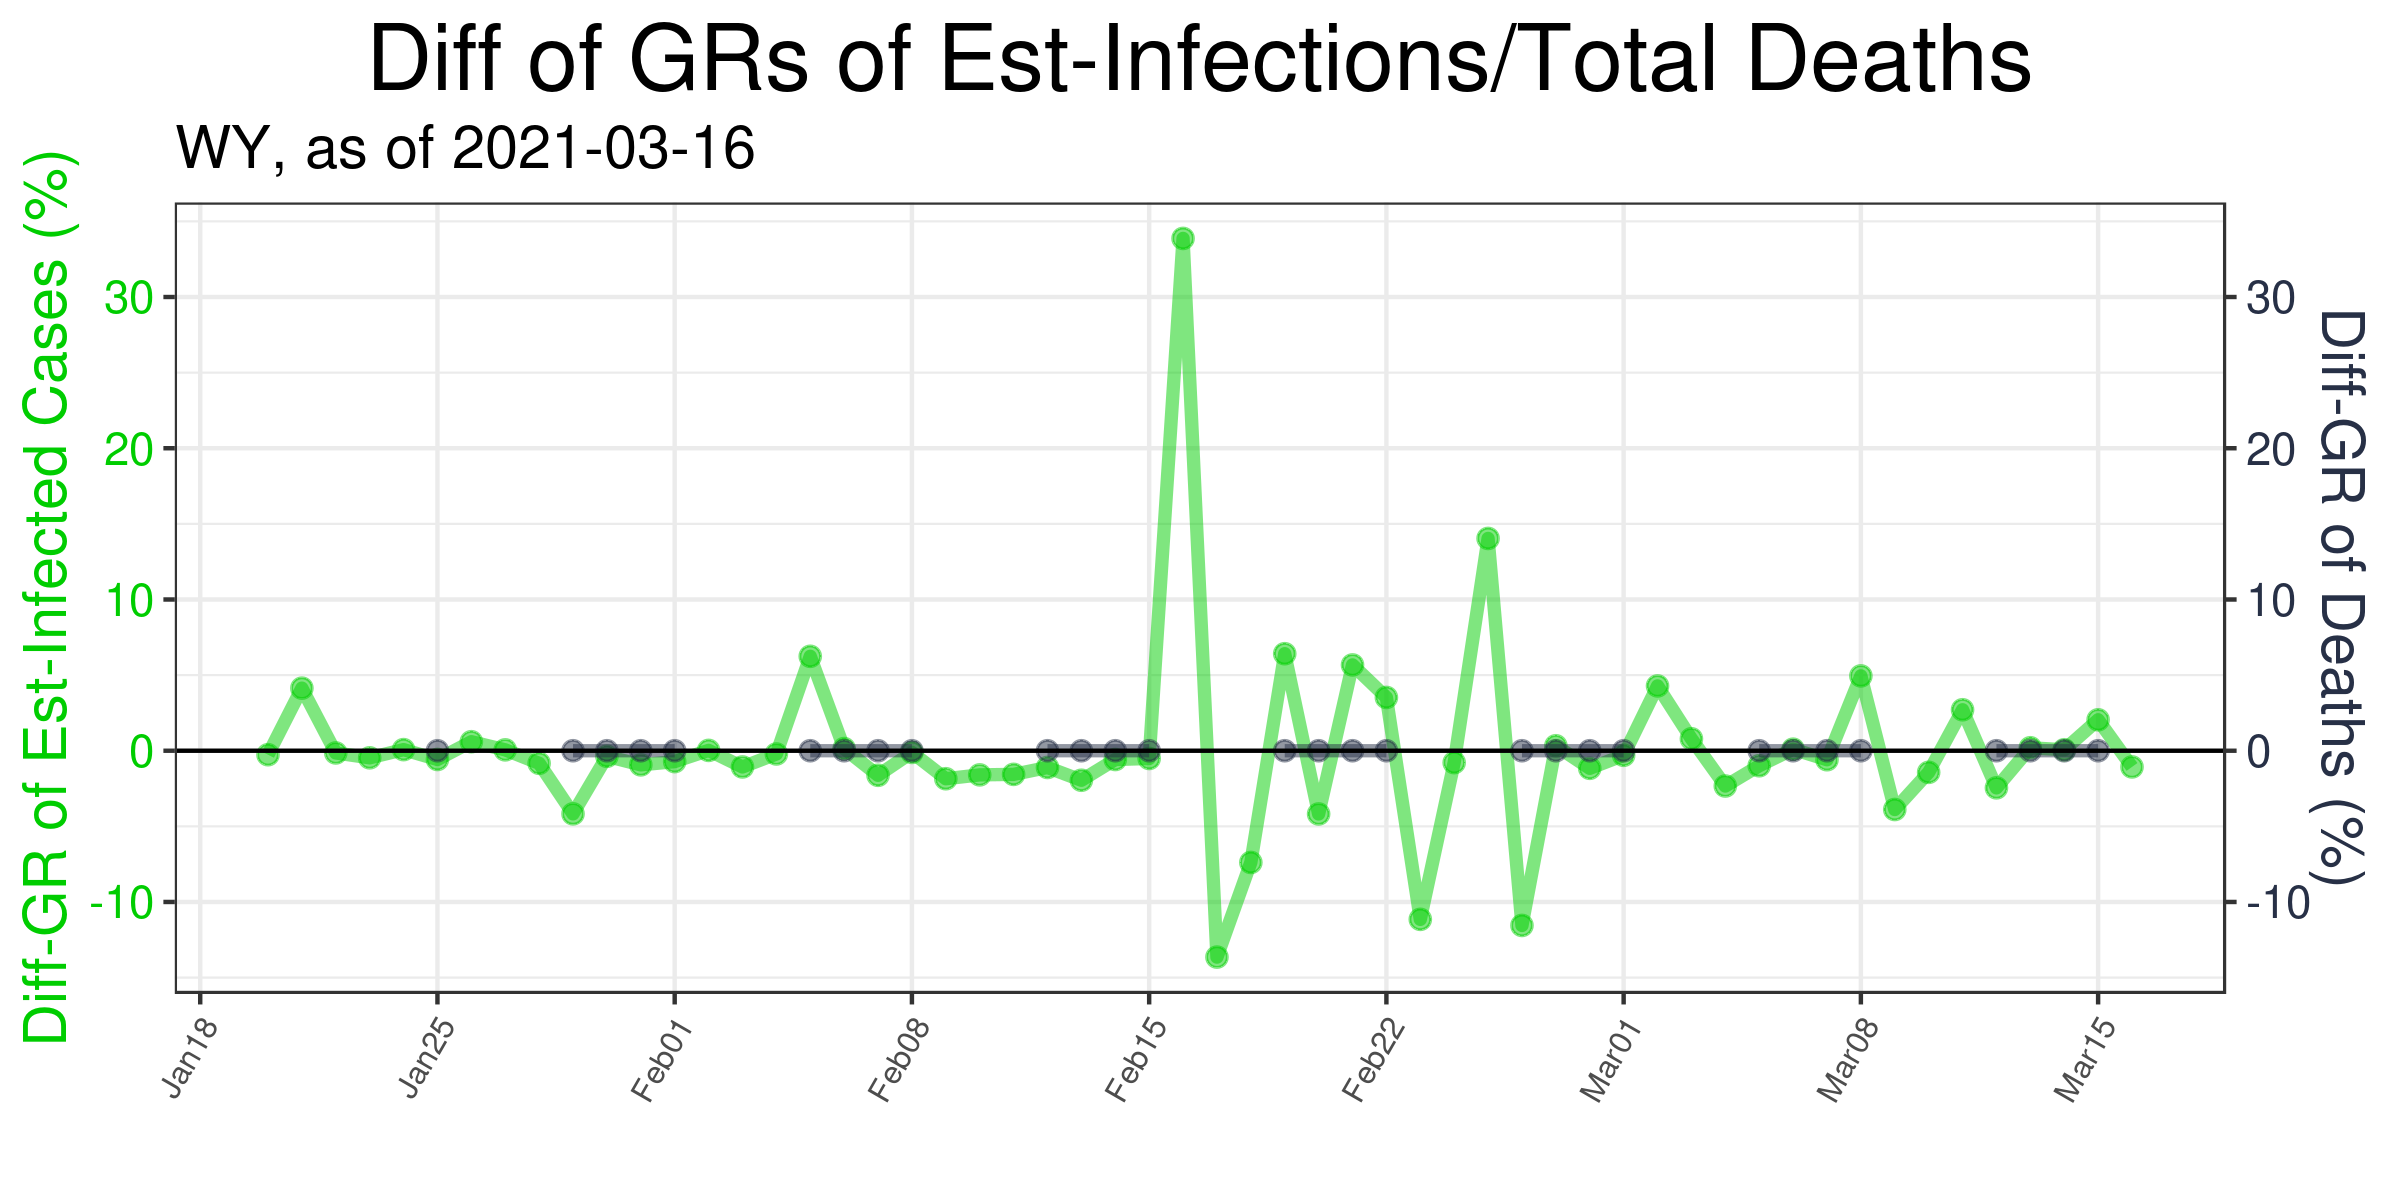 Diff of GRs of Est-Infections/Total Deaths
WY, as of 2021-03-16
Diff-GR of Est-Infected Cases (%)
30
20
10
0
-10
30
20
10
0
-10
Diff-GR of Deaths (%)
Jan18
Jan25
Feb01
Feb08
Feb15
Feb22
Mar01
Mar08
Mar15